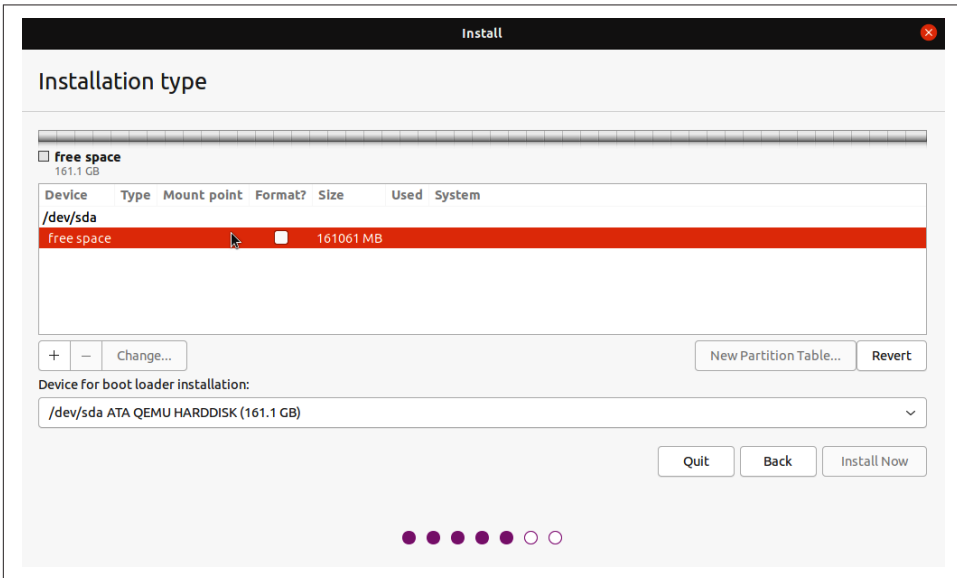 Install
Installation type
free space
161.1 GB
Device Type Mount point Format? Size Used System
/dev/sda
free space 161061 MB
+ – Change... New Partition Table... Revert
Device for boot loader installation:
/dev/sda ATA QEMU HARDDISK (161.1 GB)
Quit Back Install Now